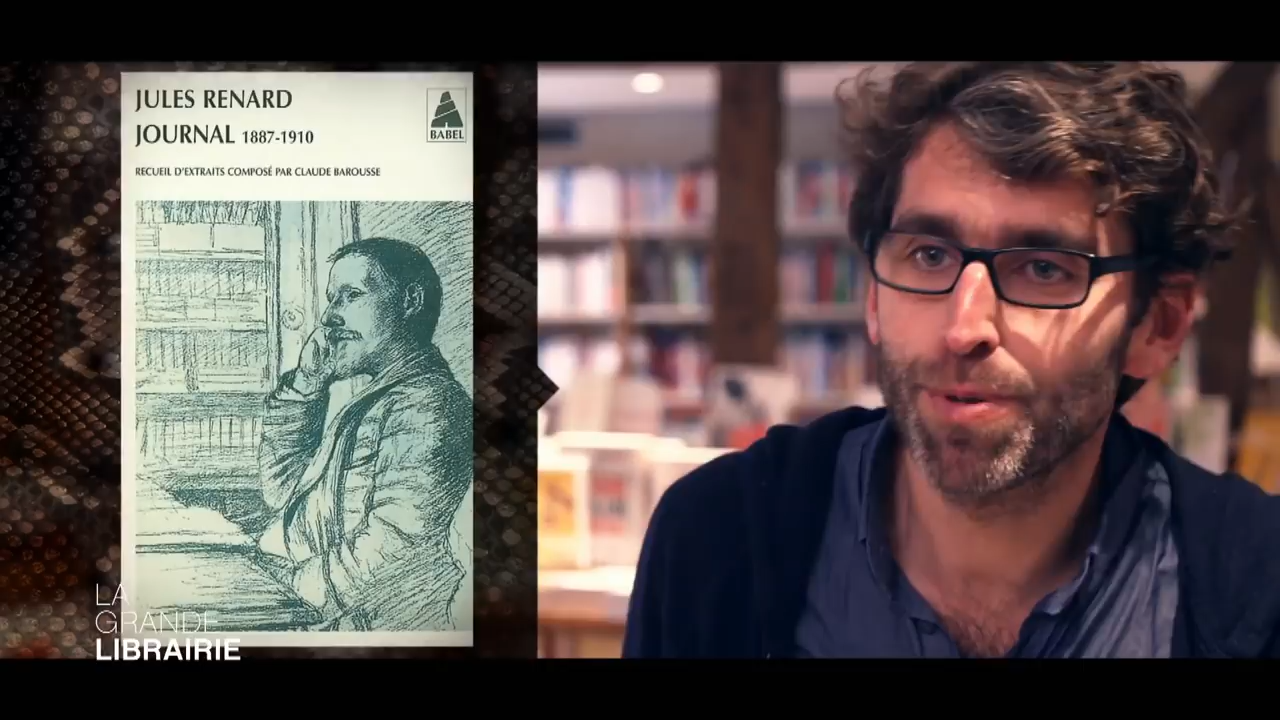 JULES RENARD
JOURNAL 1887-1910
BABEL
RECUEIL D'EXTRAITS COMPOSÉ PAR CLAUDE BAROUSSE
LA
GRANDE
LIBRAIRIE